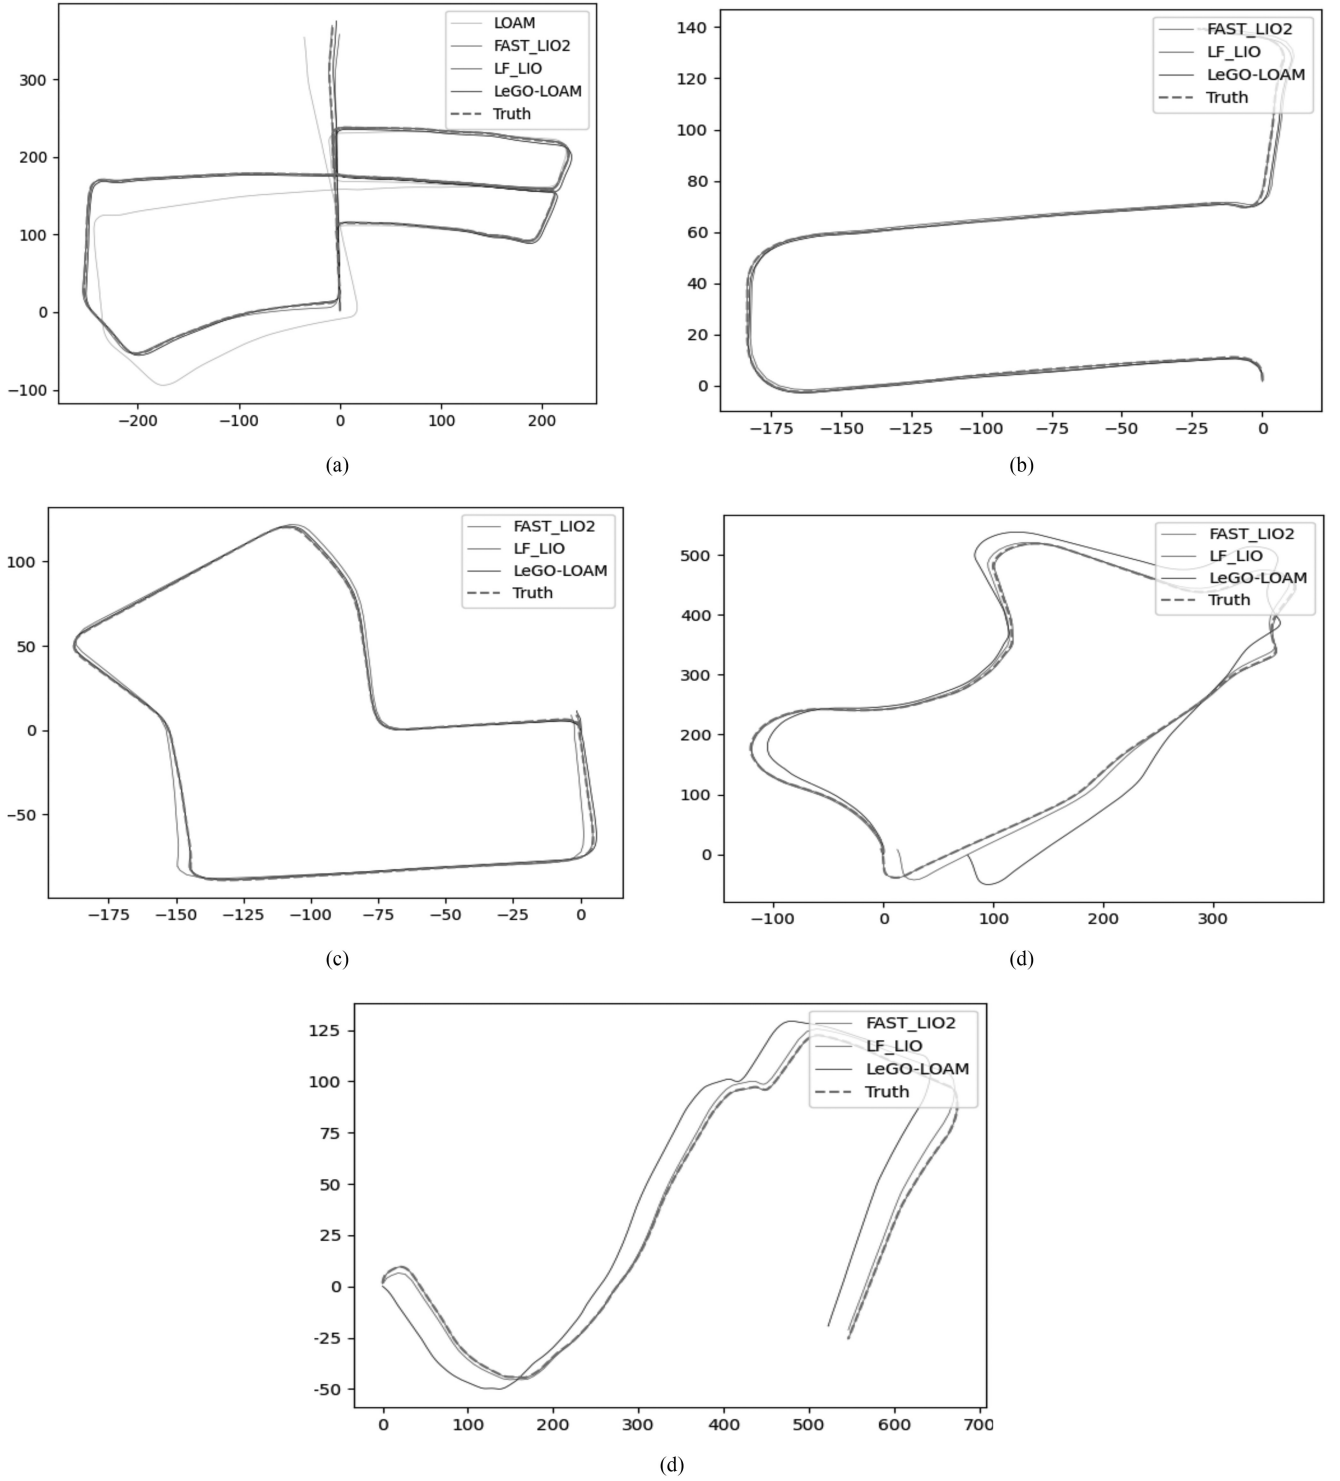 LOAM
FAST_LIO2
LF_LIO
LeGO-LOAM
Truth
300
200
100
0
−100
−200
−100
0
100
200
(a)
FAST_LIO2
LF_LIO
LeGO-LOAM
Truth
140
120
100
80
60
40
20
0
−175
−150
−125
−100
−75
−50
−25
0
(b)
FAST_LIO2
LF_LIO
LeGO-LOAM
Truth
100
50
0
−50
−175
−150
−125
−100
−75
−50
−25
0
(c)
FAST_LIO2
LF_LIO
LeGO-LOAM
Truth
500
400
300
200
100
0
−100
0
100
200
300
(d)
FAST_LIO2
LF_LIO
LeGO-LOAM
Truth
125
100
75
50
25
0
-25
-50
0
100
200
300
400
500
600
700
(d)